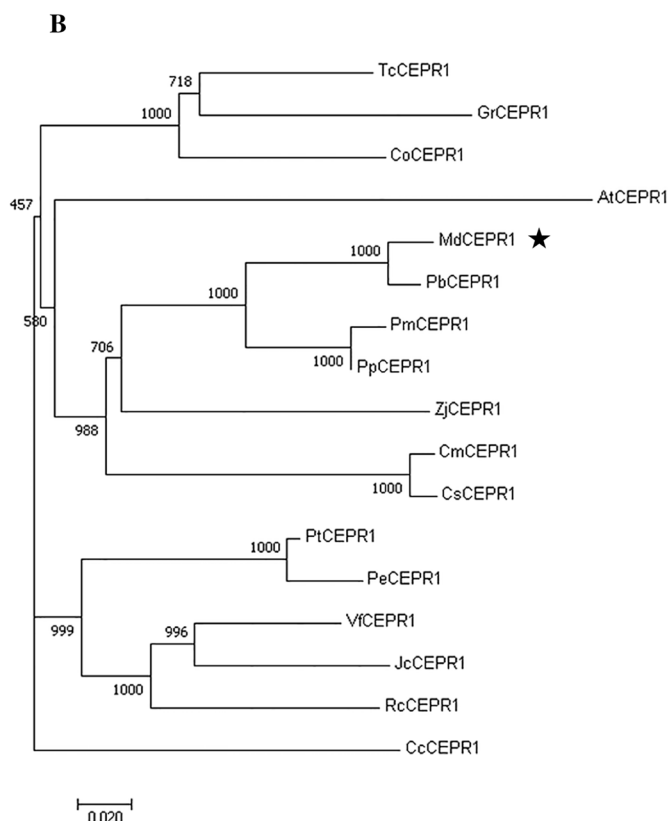 B
TcCEPR1
718
GrCEPR1
1000
CoCEPR1
AtCEPR1
457
MdCEPR1 ★
1000
PbCEPR1
1000
PmCEPR1
580
706
1000
PpCEPR1
ZjCEPR1
988
CmCEPR1
1000
CsCEPR1
PtCEPR1
1000
PeCEPR1
VfCEPR1
999
996
JcCEPR1
1000
RcCEPR1
CcCEPR1
0.020